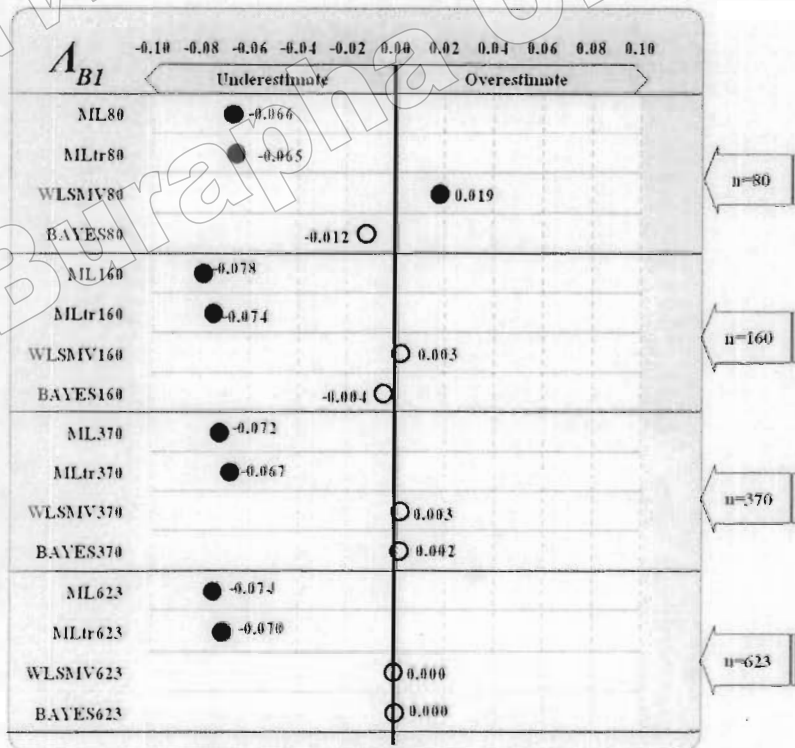 -0.10 -0.08 -0.06 -0.04 -0.02 0.00 0.02 0.04 0.06 0.08 0.10
A_B1 Underestimate Overestimate
ML80 -0.066
MLtr80 -0.065
WLSMV80 0.019
n=80
BAYES80 -0.012
ML160 -0.078
MLtr160 -0.074
WLSMV160 0.003
n=160
BAYES160 -0.004
ML370 -0.072
MLtr370 -0.067
WLSMV370 0.003
n=370
BAYES370 0.002
ML623 -0.074
MLtr623 -0.070
WLSMV623 0.000
n=623
BAYES623 0.000
Burapha U